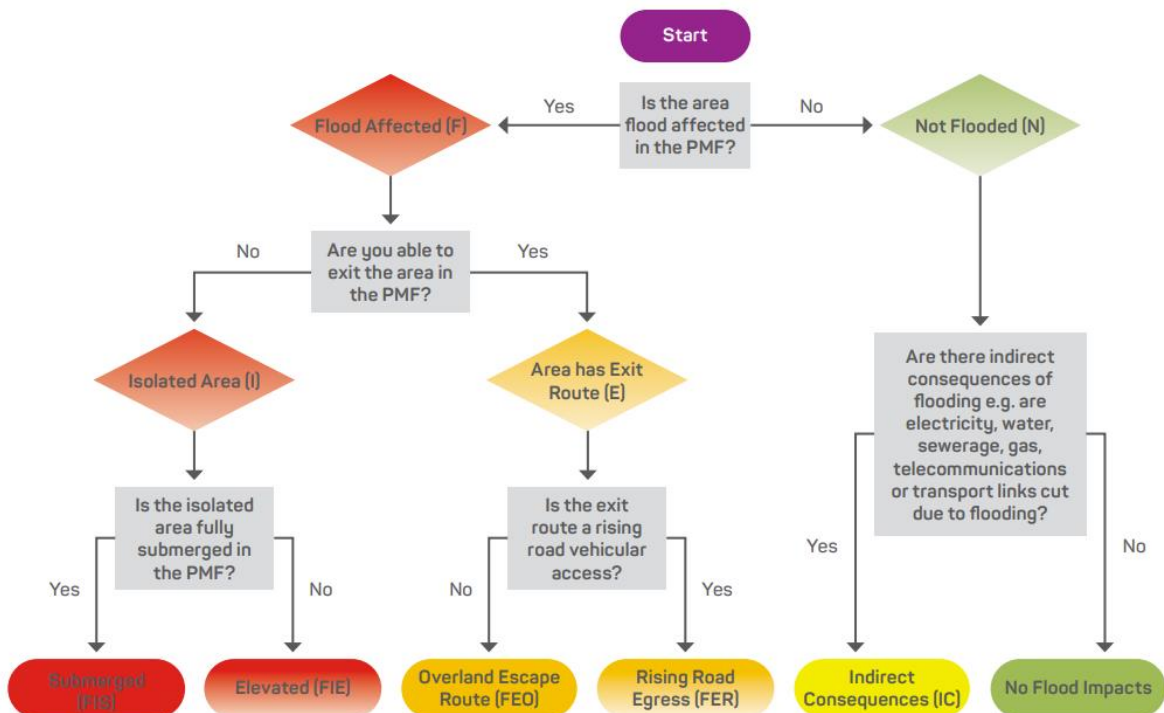 Start
Yes
Is the area
flood affected
in the PMF?
No
Flood Affected (F)
Not Flooded (N)
No
Are you able to
exit the area in
the PMF?
Yes
Isolated Area (I)
Area has Exit
Route (E)
Are there indirect
consequences of
flooding e.g. are
electricity, water,
sewerage, gas,
telecommunications
or transport links cut
due to flooding?
Is the isolated
area fully
submerged in
the PMF?
Is the exit
route a rising
road vehicular
access?
Yes
No
No
Yes
Yes
No
Submerged
(FIS)
Elevated (FIE)
Overland Escape
Route (FEO)
Rising Road
Egress (FER)
Indirect
Consequences (IC)
No Flood Impacts